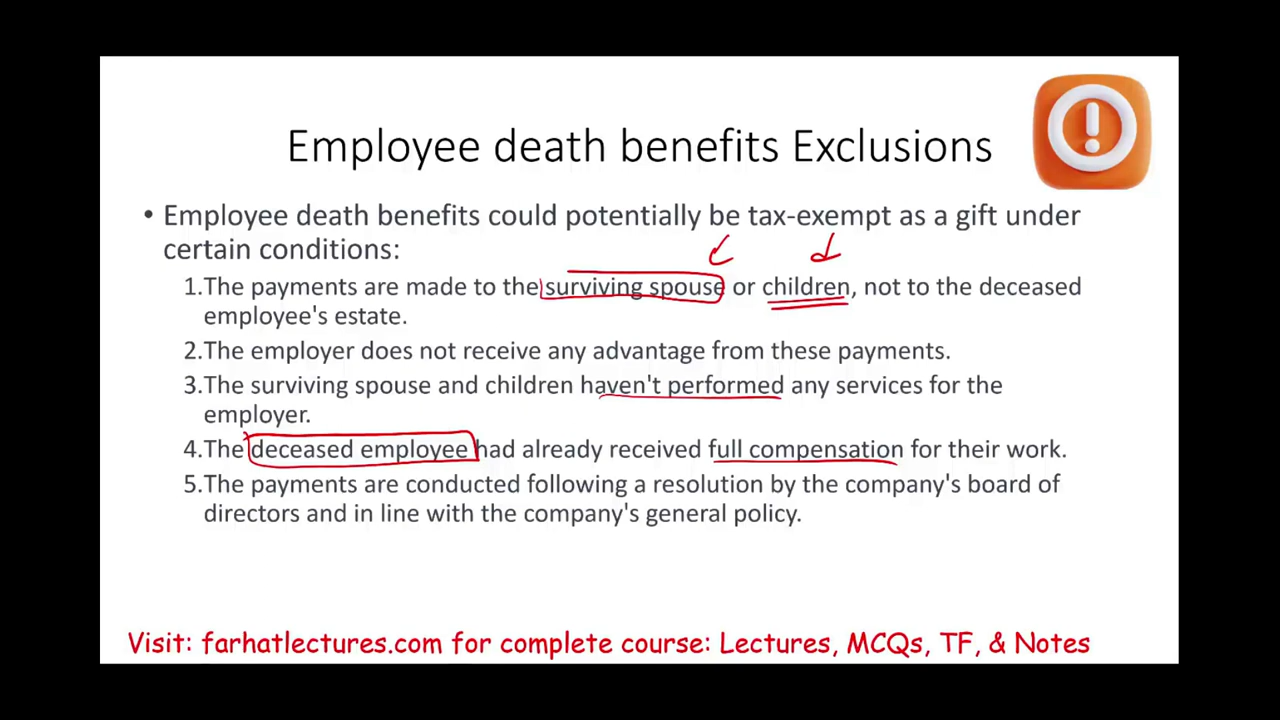 Employee death benefits Exclusions
• Employee death benefits could potentially be tax-exempt as a gift under
certain conditions:
1.The payments are made to the surviving spouse or children, not to the deceased
employee's estate.
2.The employer does not receive any advantage from these payments.
3.The surviving spouse and children haven't performed any services for the
employer.
4.The deceased employee had already received full compensation for their work.
5.The payments are conducted following a resolution by the company's board of
directors and in line with the company's general policy.
Visit: farhatlectures.com for complete course: Lectures, MCQs, TF, & Notes